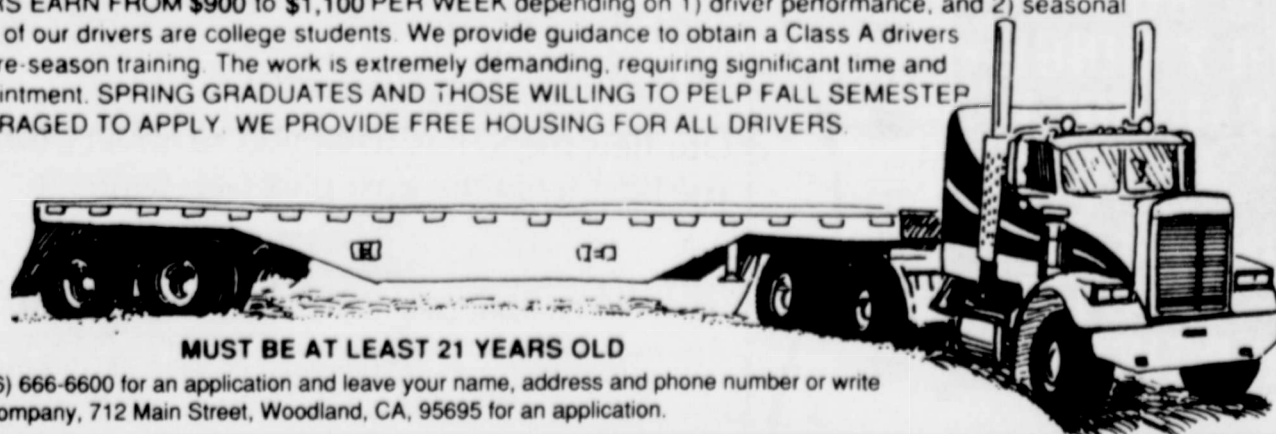 RS EARN FROM $900 to $1,100 PER WEEK depending on 1) driver performance, and 2) seasonal
of our drivers are college students. We provide guidance to obtain a Class A drivers
re-season training. The work is extremely demanding, requiring significant time and
intment. SPRING GRADUATES AND THOSE WILLING TO PELP FALL SEMESTER
RAGED TO APPLY. WE PROVIDE FREE HOUSING FOR ALL DRIVERS.
MUST BE AT LEAST 21 YEARS OLD
6) 666-6600 for an application and leave your name, address and phone number or write
ompany, 712 Main Street, Woodland, CA, 95695 for an application.